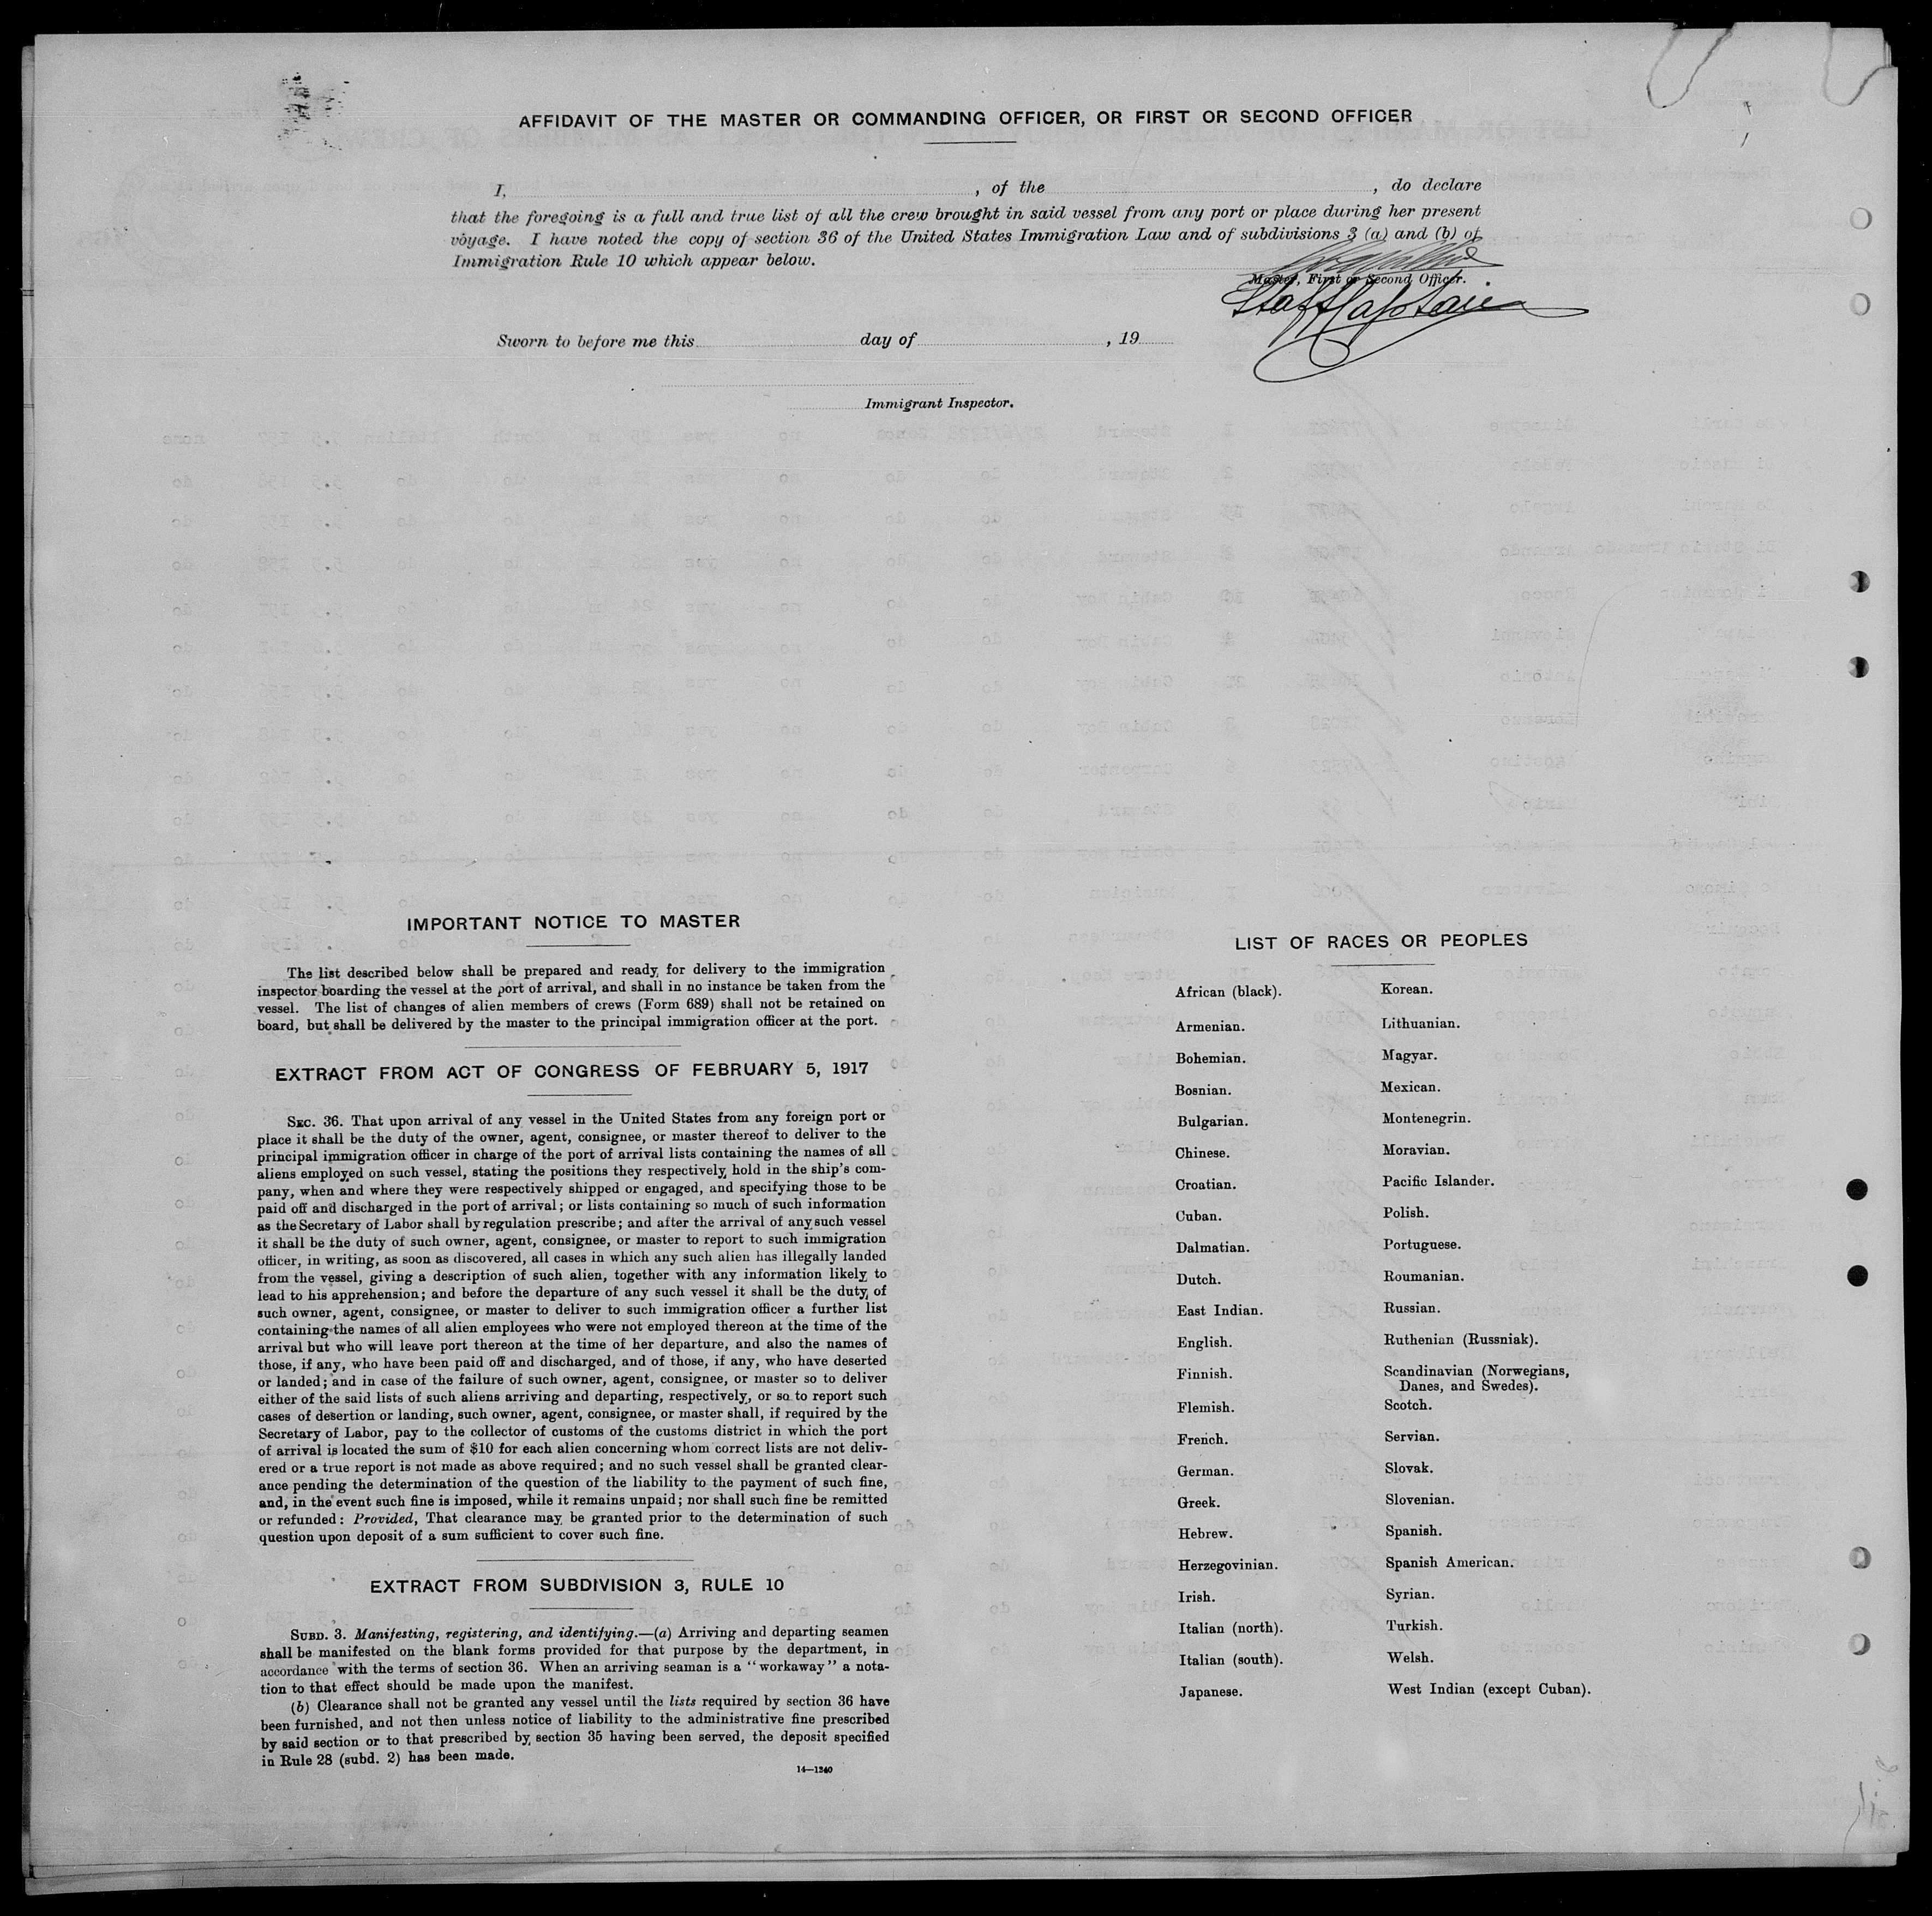 AFFIDAVIT OF THE MASTER OR COMMANDING OFFICER, OR FIRST OR SECOND OFFICER
I, , of the , do declare
that the foregoing is a full and true list of all the crew brought in said vessel from any port or place during her present
voyage. I have noted the copy of section 36 of the United States Immigration Law and of subdivisions 3 (a) and (b) of
Immigration Rule 10 which appear below.
Master, First or Second Officer.
Staff Captain
Sworn to before me this day of , 19
Immigrant Inspector.
IMPORTANT NOTICE TO MASTER
The list described below shall be prepared and ready for delivery to the immigration
inspector boarding the vessel at the port of arrival, and shall in no instance be taken from the
vessel. The list of changes of alien members of crews (Form 689) shall not be retained on
board, but shall be delivered by the master to the principal immigration officer at the port.
EXTRACT FROM ACT OF CONGRESS OF FEBRUARY 5, 1917
SEC. 36. That upon arrival of any vessel in the United States from any foreign port or
place it shall be the duty of the owner, agent, consignee, or master thereof to deliver to the
principal immigration officer in charge of the port of arrival lists containing the names of all
aliens employed on such vessel, stating the positions they respectively hold in the ship's com-
pany, when and where they were respectively shipped or engaged, and specifying those to be
paid off and discharged in the port of arrival; or lists containing so much of such information
as the Secretary of Labor shall by regulation prescribe; and after the arrival of any such vessel
it shall be the duty of such owner, agent, consignee, or master to report to such immigration
officer, in writing, as soon as discovered, all cases in which any such alien has illegally landed
from the vessel, giving a description of such alien, together with any information likely to
lead to his apprehension; and before the departure of any such vessel it shall be the duty of
such owner, agent, consignee, or master to deliver to such immigration officer a further list
containing the names of all alien employees who were not employed thereon at the time of the
arrival but who will leave port thereon at the time of her departure, and also the names of
those, if any, who have been paid off and discharged, and of those, if any, who have deserted
or landed; and in case of the failure of such owner, agent, consignee, or master so to deliver
either of the said lists of such aliens arriving and departing, respectively, or so to report such
cases of desertion or landing, such owner, agent, consignee, or master shall, if required by the
Secretary of Labor, pay to the collector of customs of the customs district in which the port
of arrival is located the sum of $10 for each alien concerning whom correct lists are not deliv-
ered or a true report is not made as above required; and no such vessel shall be granted clear-
ance pending the determination of the question of the liability to the payment of such fine,
and, in the event such fine is imposed, while it remains unpaid; nor shall such fine be remitted
or refunded: Provided, That clearance may be granted prior to the determination of such
question upon deposit of a sum sufficient to cover such fine.
EXTRACT FROM SUBDIVISION 3, RULE 10
SUBD. 3. Manifesting, registering, and identifying.—(a) Arriving and departing seamen
shall be manifested on the blank forms provided for that purpose by the department, in
accordance with the terms of section 36. When an arriving seaman is a "workaway" a nota-
tion to that effect should be made upon the manifest.
(b) Clearance shall not be granted any vessel until the lists required by section 36 have
been furnished, and not then unless notice of liability to the administrative fine prescribed
by said section or to that prescribed by section 35 having been served, the deposit specified
in Rule 28 (subd. 2) has been made.
14—1240
LIST OF RACES OR PEOPLES
African (black).
Armenian.
Bohemian.
Bosnian.
Bulgarian.
Chinese.
Croatian.
Cuban.
Dalmatian.
Dutch.
East Indian.
English.
Finnish.
Flemish.
French.
German.
Greek.
Hebrew.
Herzegovinian.
Irish.
Italian (north).
Italian (south).
Japanese.
Korean.
Lithuanian.
Magyar.
Mexican.
Montenegrin.
Moravian.
Pacific Islander.
Polish.
Portuguese.
Roumanian.
Russian.
Ruthenian (Russniak).
Scandinavian (Norwegians,
Danes, and Swedes).
Scotch.
Servian.
Slovak.
Slovenian.
Spanish.
Spanish American.
Syrian.
Turkish.
Welsh.
West Indian (except Cuban).